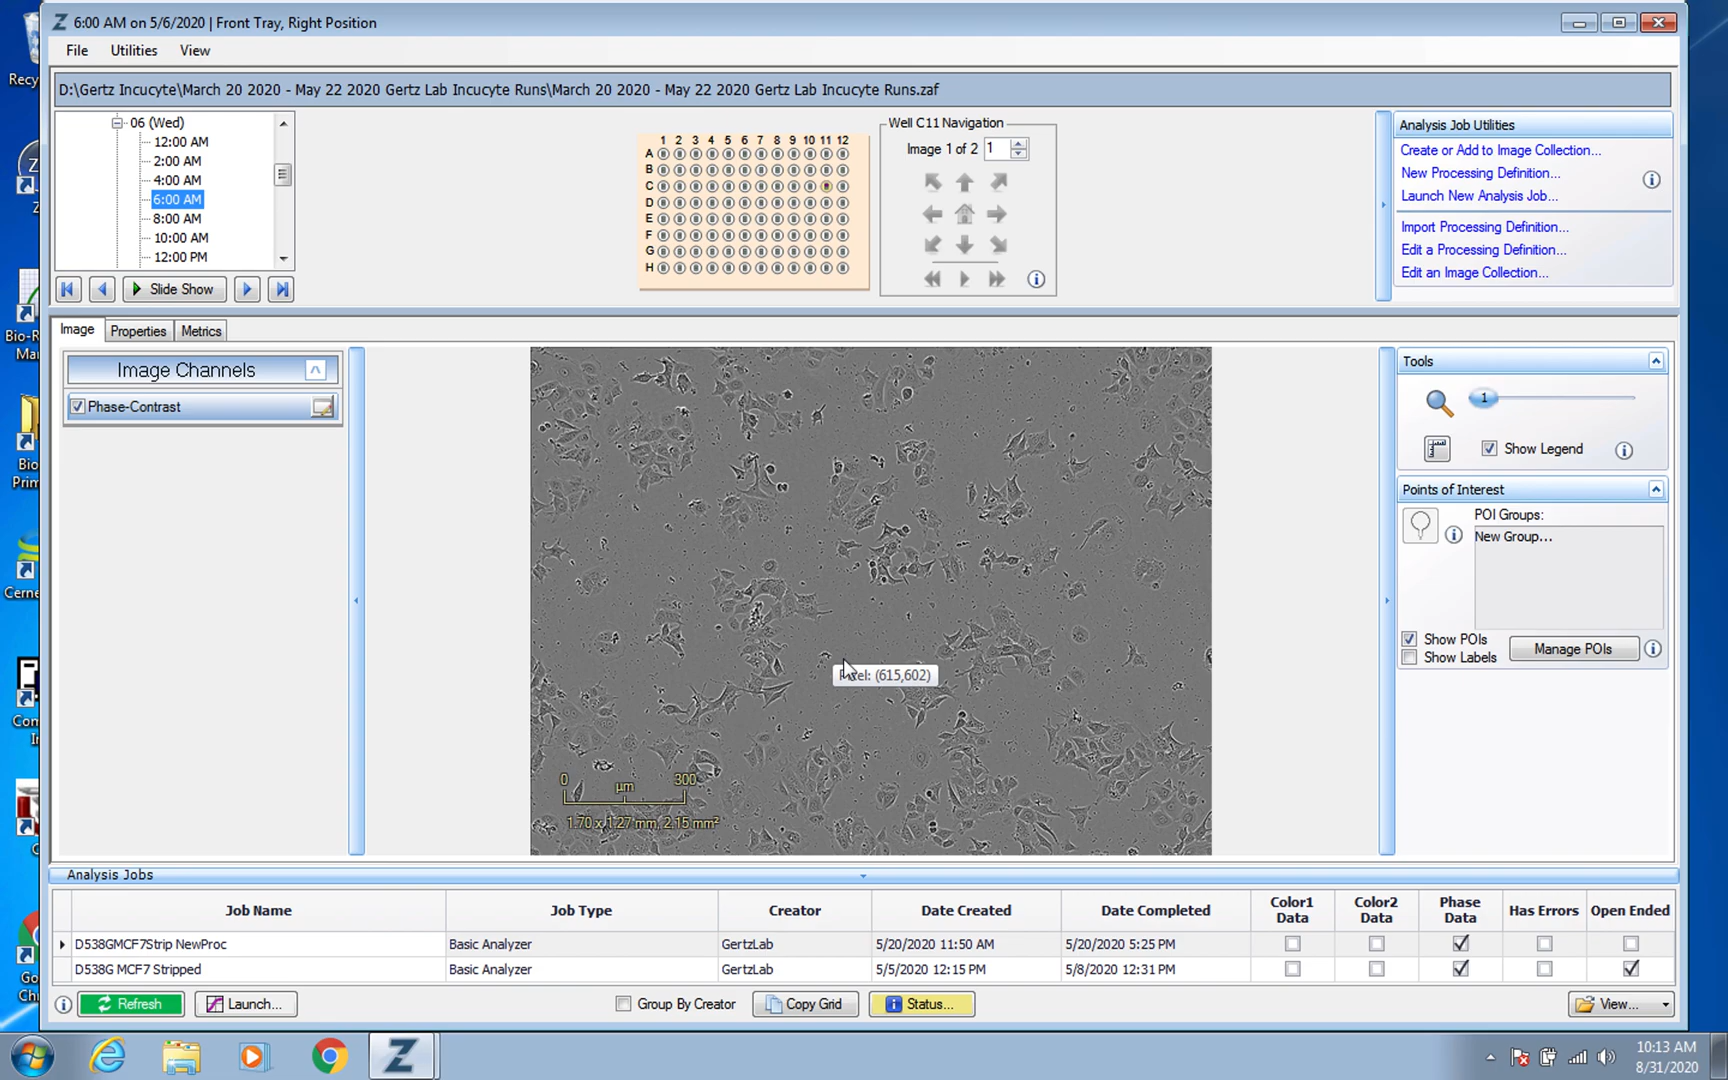 6:00 AM on 5/6/2020 | Front Tray, Right Position
File Utilities View
D:\Gertz Incucyte\March 20 2020 - May 22 2020 Gertz Lab Incucyte Runs\March 20 2020 - May 22 2020 Gertz Lab Incucyte Runs.zaf
06 (Wed)
12:00 AM
2:00 AM
4:00 AM
6:00 AM
8:00 AM
10:00 AM
12:00 PM
Slide Show
1 2 3 4 5 6 7 8 9 10 11 12
A
B
C
D
E
F
G
H
Well C11 Navigation
Image 1 of 2 1
Analysis Job Utilities
Create or Add to Image Collection...
New Processing Definition...
Launch New Analysis Job...
Import Processing Definition...
Edit a Processing Definition...
Edit an Image Collection...
Image Properties Metrics
Image Channels
Phase-Contrast
Tools
1
Show Legend
Points of Interest
POI Groups:
New Group...
Show POIs
Show Labels
Manage POIs
(615,602)
0 µm 300
1.70 x 1.27 mm, 2.15 mm²
Analysis Jobs
Job Name Job Type Creator Date Created Date Completed Color1 Data Color2 Data Phase Data Has Errors Open Ended
D538GMCF7Strip NewProc Basic Analyzer GertzLab 5/20/2020 11:50 AM 5/20/2020 5:25 PM
D538G MCF7 Stripped Basic Analyzer GertzLab 5/5/2020 12:15 PM 5/8/2020 12:31 PM
Refresh Launch... Group By Creator Copy Grid Status... View...
10:13 AM
8/31/2020